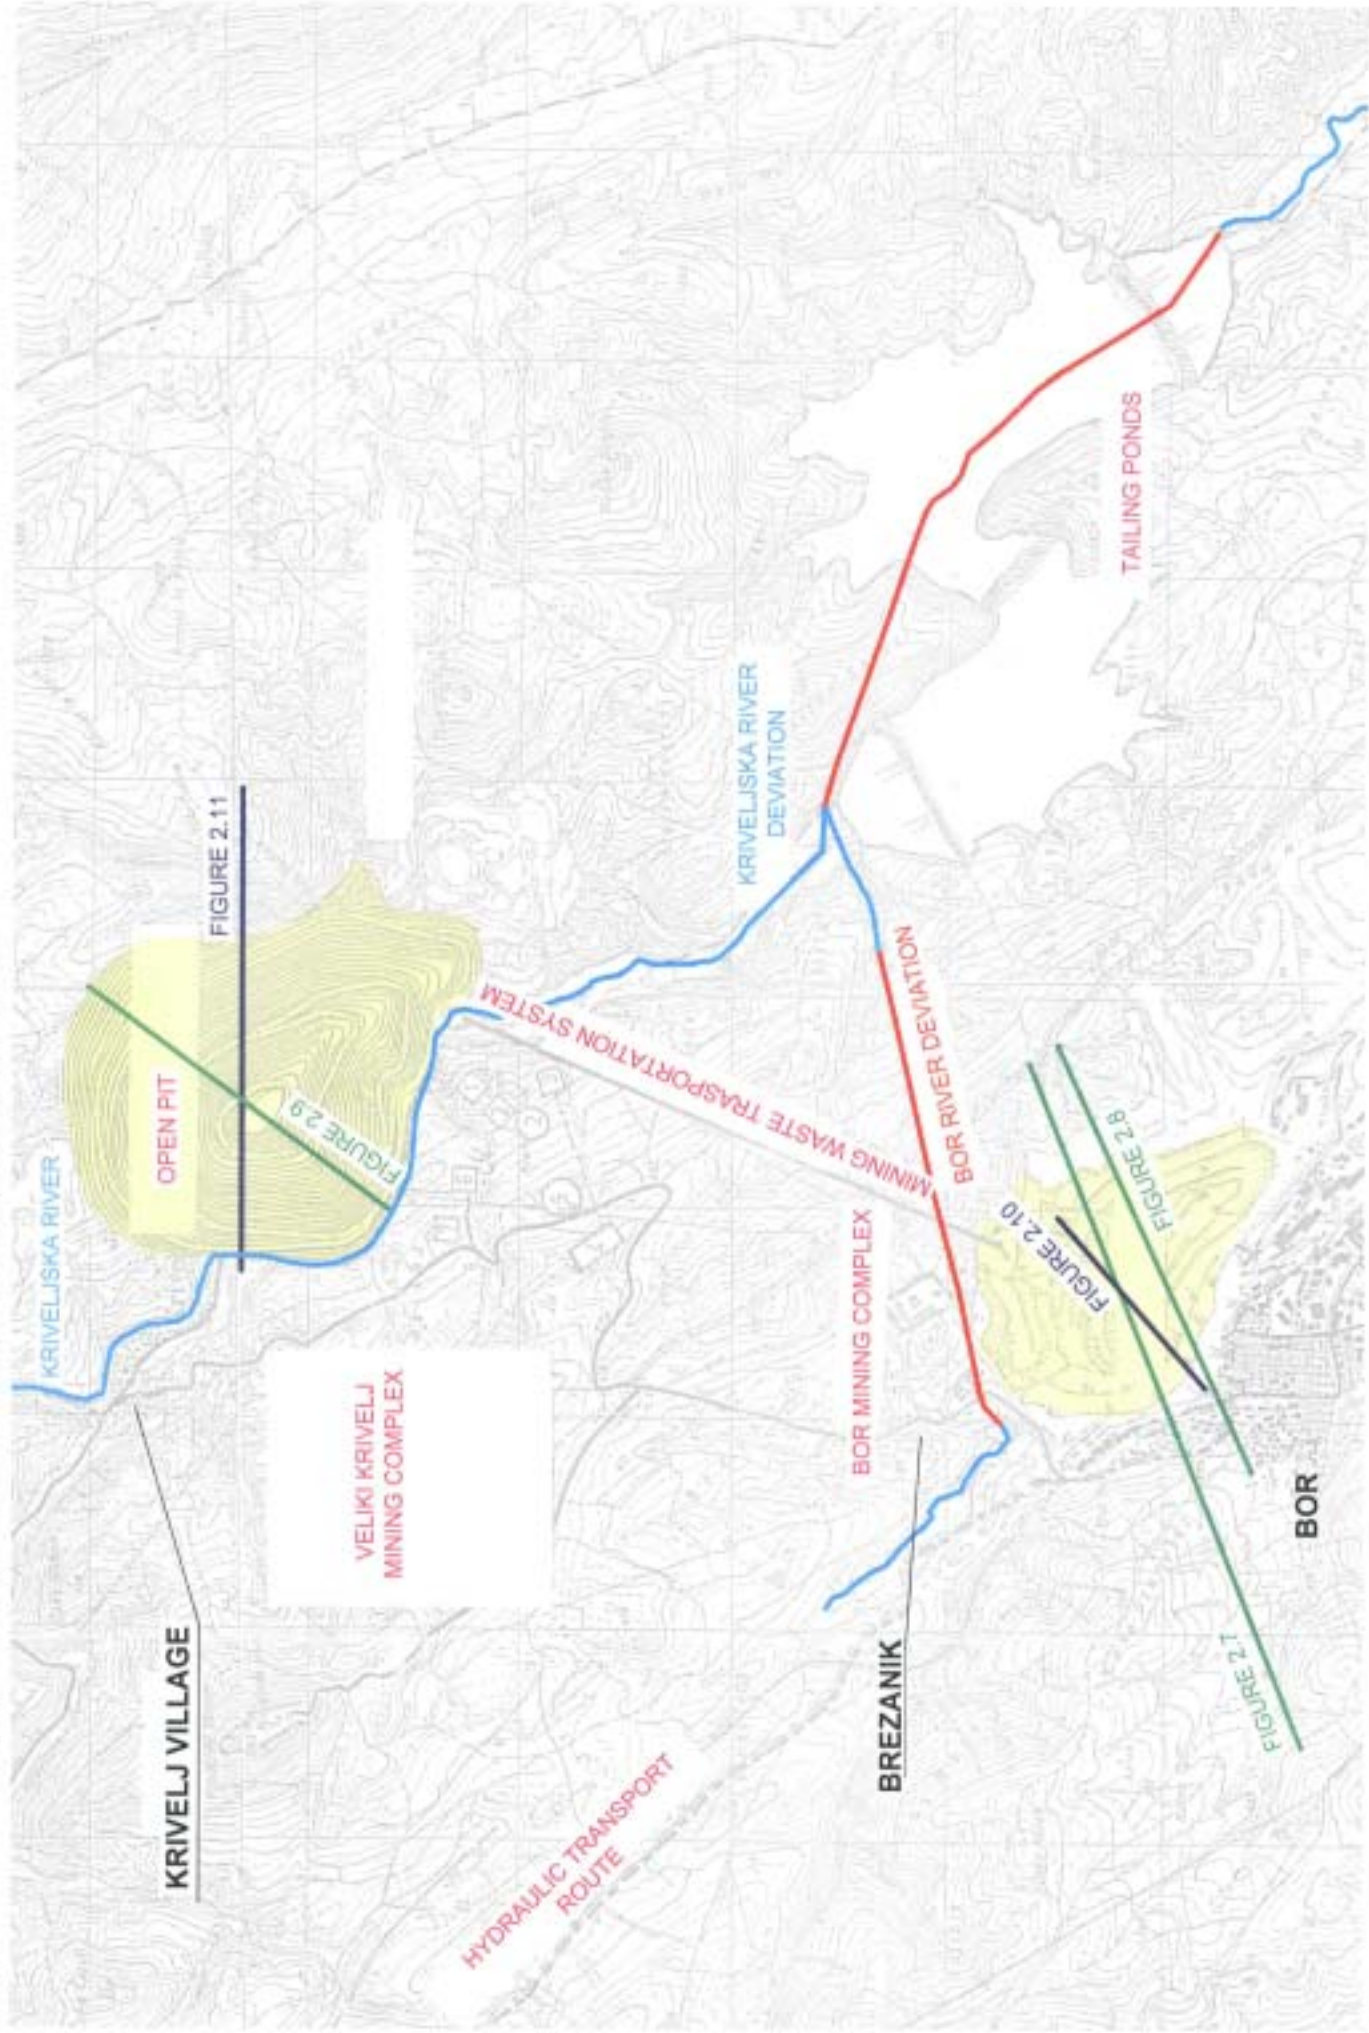 KRIVELJSKA RIVER
KRIVELJ VILLAGE
OPEN PIT
FIGURE 2.11
FIGURE 2.9
VELIKI KRIVELJ
MINING COMPLEX
MINING WASTE TRASPORTATION SYSTEM
KRIVELJSKA RIVER
DEVIATION
HYDRAULIC TRANSPORT
ROUTE
BREZANIK
BOR MINING COMPLEX
BOR RIVER DEVIATION
TAILING PONDS
FIGURE 2.10
FIGURE 2.8
FIGURE 2.7
BOR